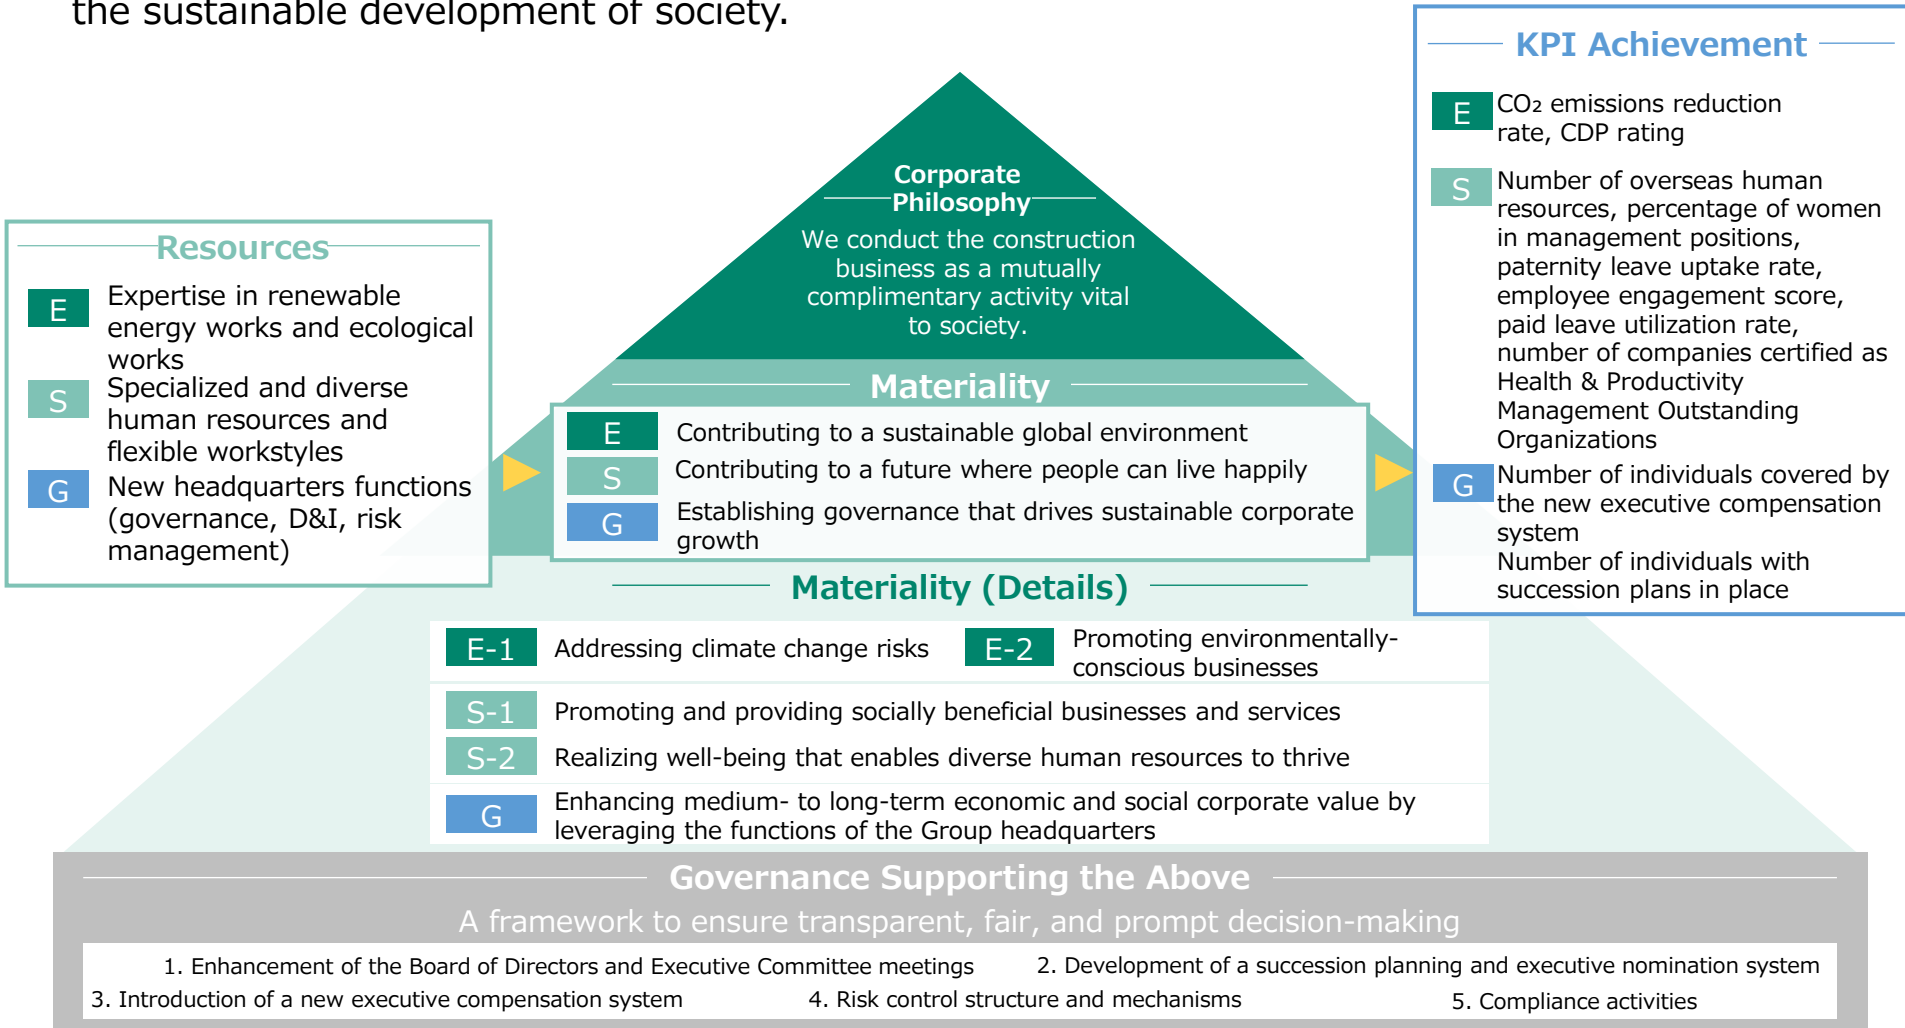 the sustainable development of society.
Corporate
Philosophy
We conduct the construction
business as a mutually
complimentary activity vital
to society.
Resources
E
Expertise in renewable
energy works and ecological
works
S
Specialized and diverse
human resources and
flexible workstyles
G
New headquarters functions
(governance, D&I, risk
management)
Materiality
E Contributing to a sustainable global environment
S Contributing to a future where people can live happily
G
Establishing governance that drives sustainable corporate
growth
KPI Achievement
E
CO₂ emissions reduction
rate, CDP rating
S
Number of overseas human
resources, percentage of women
in management positions,
paternity leave uptake rate,
employee engagement score,
paid leave utilization rate,
number of companies certified as
Health & Productivity
Management Outstanding
Organizations
G
Number of individuals covered by
the new executive compensation
system
Number of individuals with
succession plans in place
Materiality (Details)
E-1 Addressing climate change risks
E-2
Promoting environmentally-
conscious businesses
S-1 Promoting and providing socially beneficial businesses and services
S-2 Realizing well-being that enables diverse human resources to thrive
G
Enhancing medium- to long-term economic and social corporate value by
leveraging the functions of the Group headquarters
Governance Supporting the Above
A framework to ensure transparent, fair, and prompt decision-making
1. Enhancement of the Board of Directors and Executive Committee meetings 2. Development of a succession planning and executive nomination system
3. Introduction of a new executive compensation system 4. Risk control structure and mechanisms 5. Compliance activities